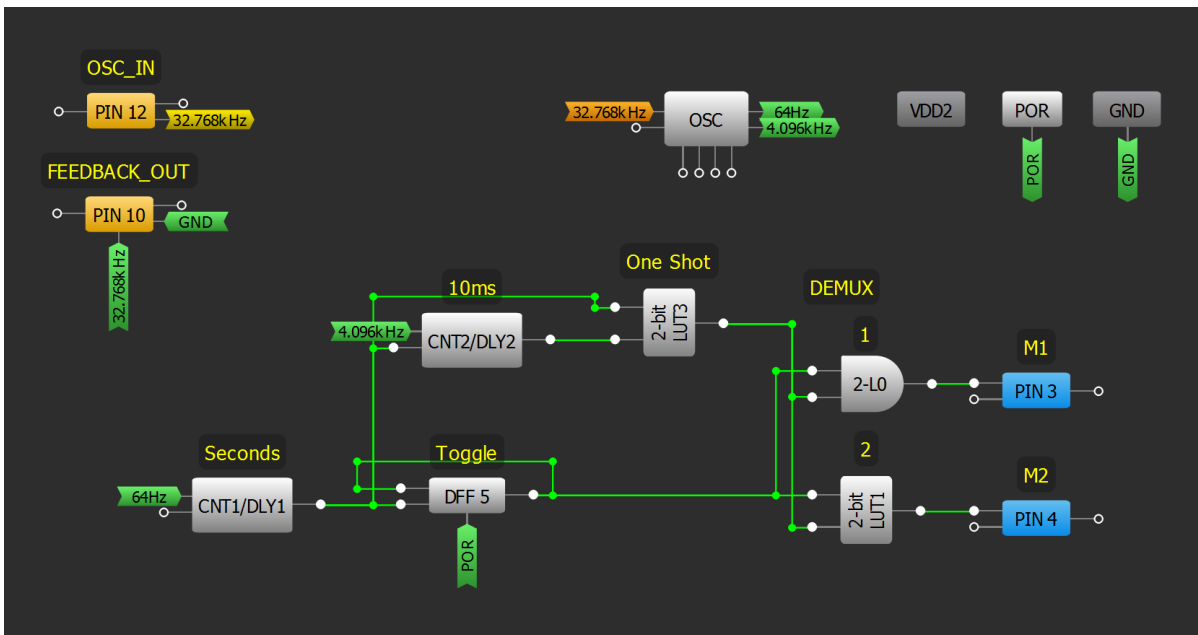 OSC_IN
PIN 12
32.768kHz
FEEDBACK_OUT
PIN 10
GND
32.768kHz
32.768kHz
OSC
64Hz
4.096kHz
VDD2
POR
POR
GND
GND
One Shot
10ms
4.096kHz
CNT2/DLY2
2-bit
LUT3
DEMUX
1
2-L0
M1
PIN 3
Seconds
64Hz
CNT1/DLY1
Toggle
DFF 5
POR
2
2-bit
LUT1
M2
PIN 4